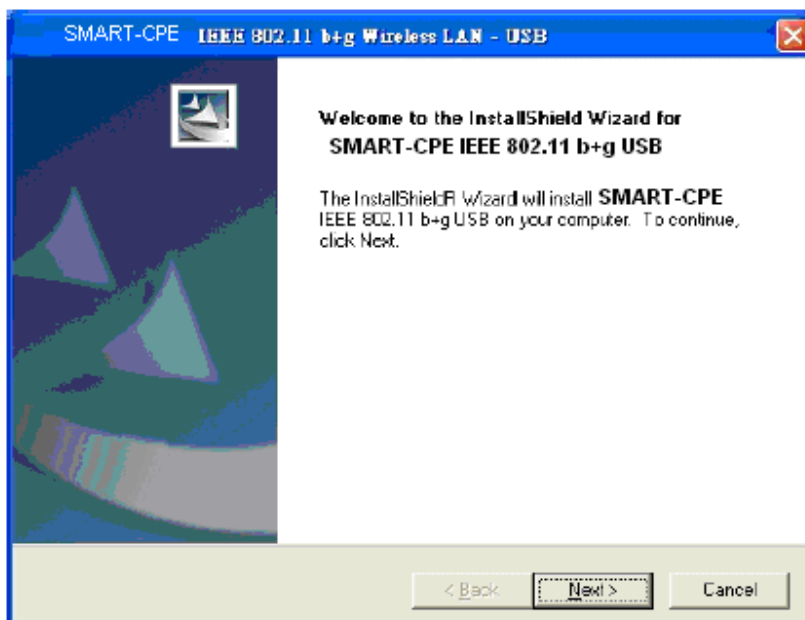 SMART-CPE IEEE 802.11 b+g Wireless LAN - USB
Welcome to the InstallShield Wizard for
SMART-CPE IEEE 802.11 b+g USB
The InstallShieldR Wizard will install SMART-CPE
IEEE 802.11 b+g USB on your computer. To continue,
click Next.
< Back
Next >
Cancel